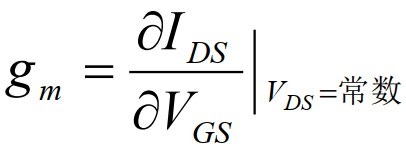 g_m = ∂I_DS / ∂V_GS | V_DS=常数